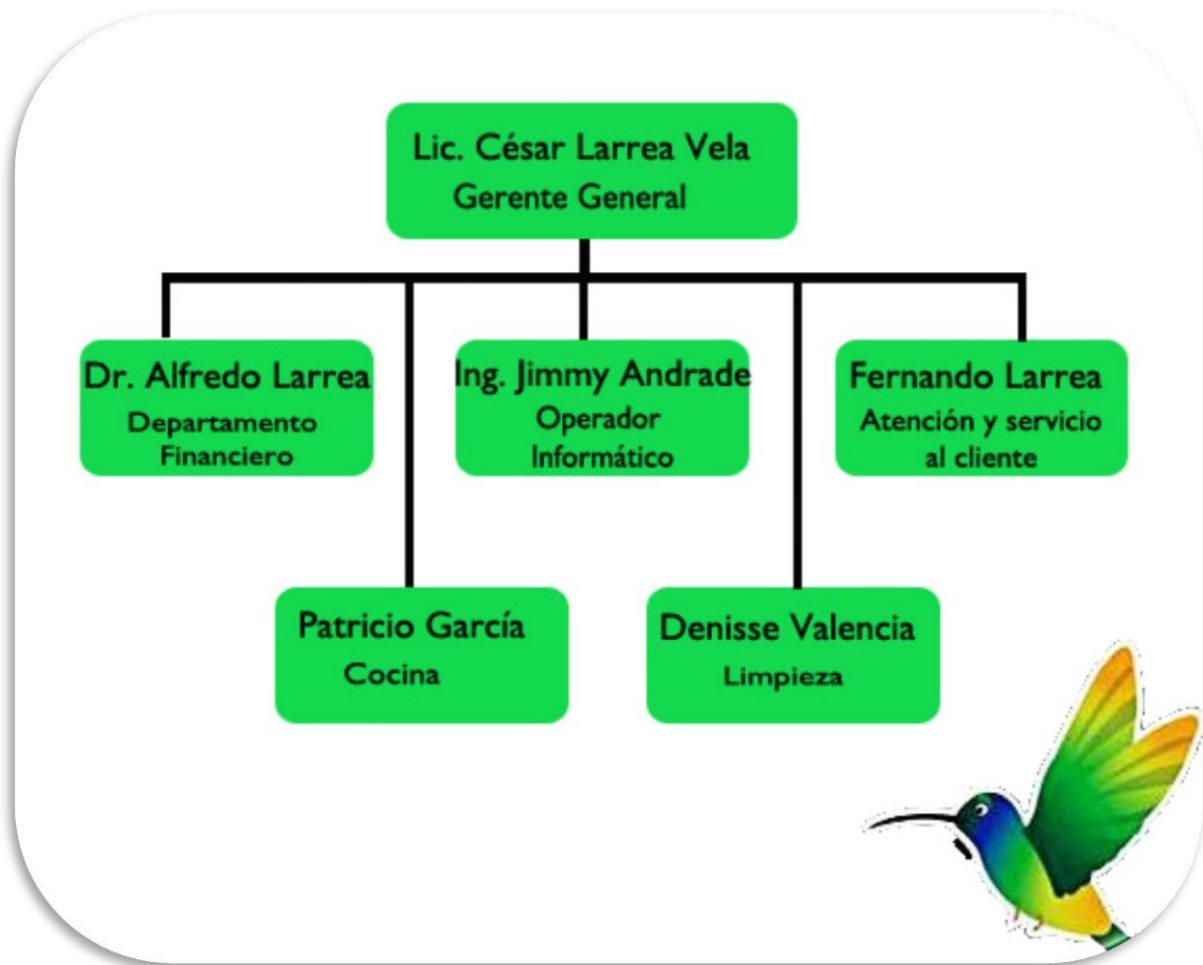 Lic. César Larrea Vela
Gerente General
Dr. Alfredo Larrea
Departamento
Financiero
Ing. Jimmy Andrade
Operador
Informático
Fernando Larrea
Atención y servicio
al cliente
Patricio García
Cocina
Denisse Valencia
Limpieza